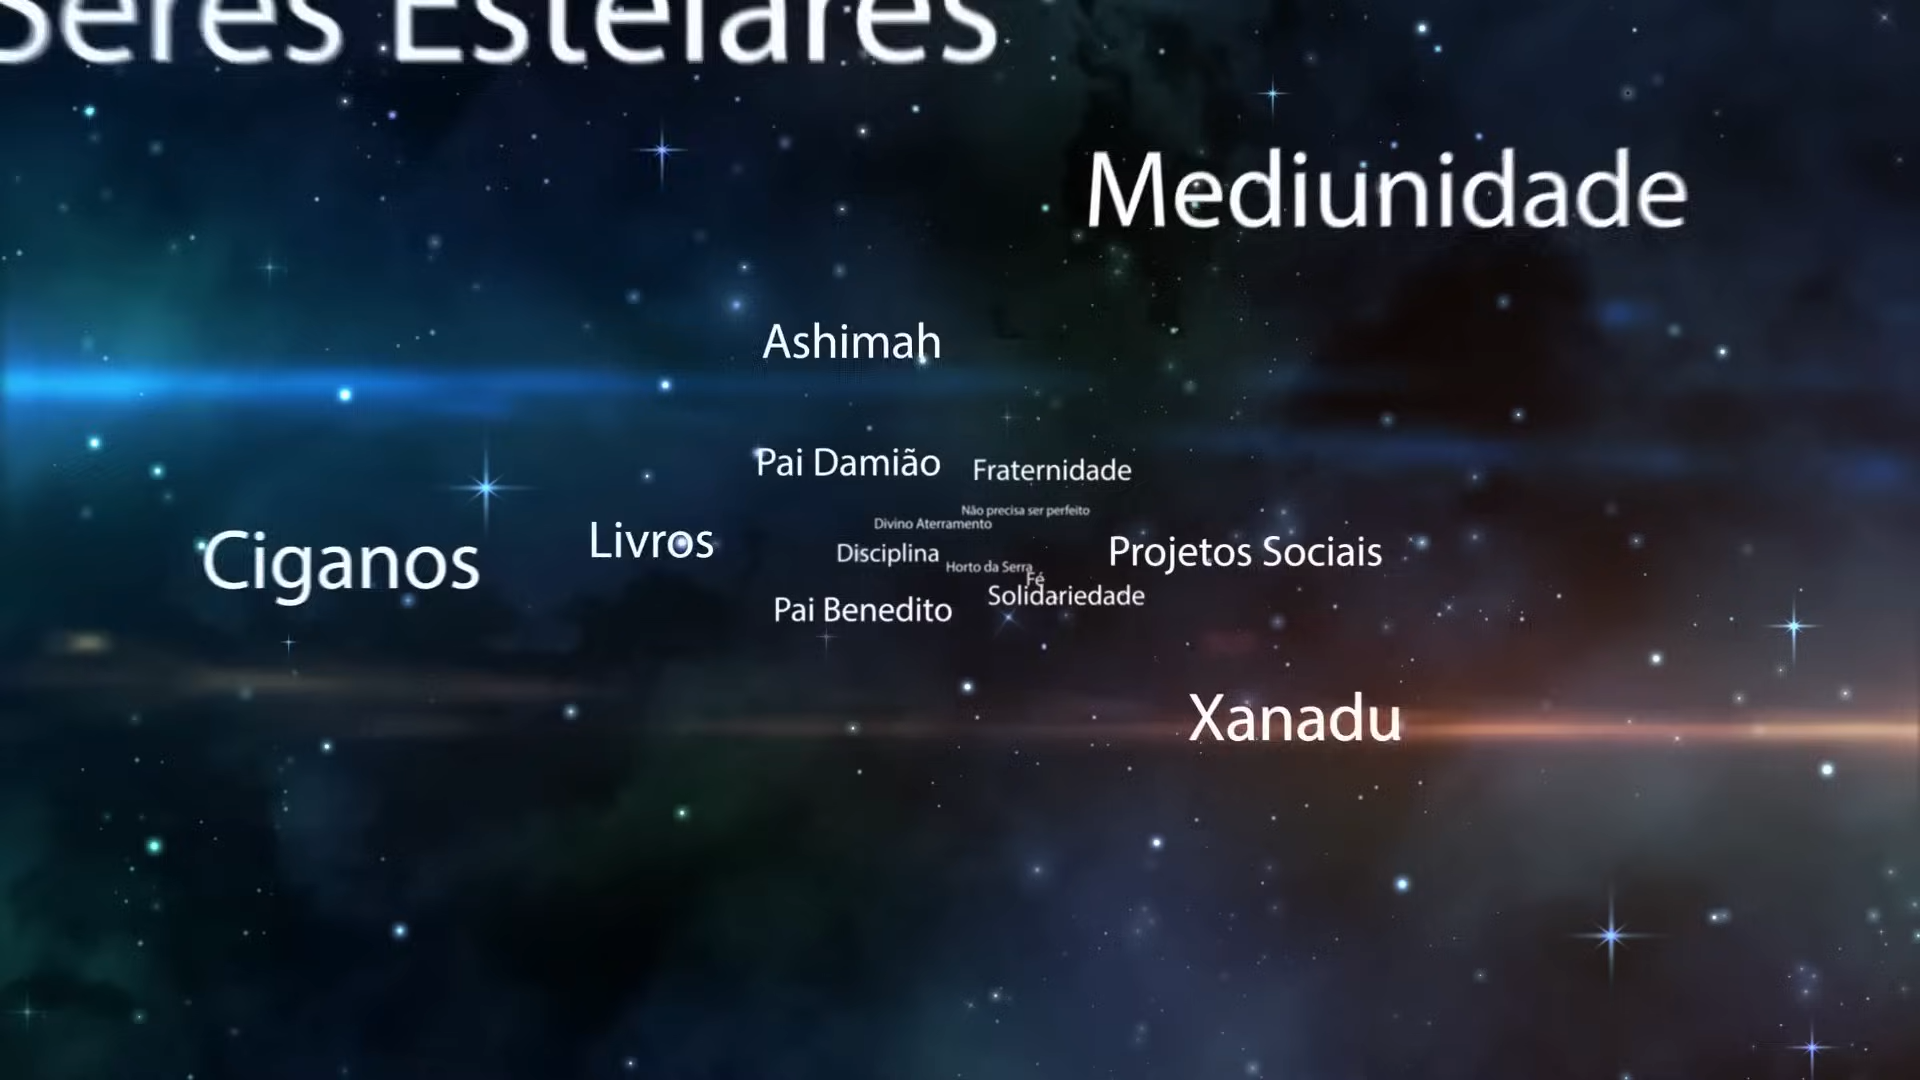 Seres Estelares
Mediunidade
Ashimah
Pai Damião
Fraternidade
Não precisa ser perfeito
Divino Aterramento
Ciganos
Livros
Disciplina
Projetos Sociais
Horto da Serra
Fé
Solidariedade
Pai Benedito
Xanadu